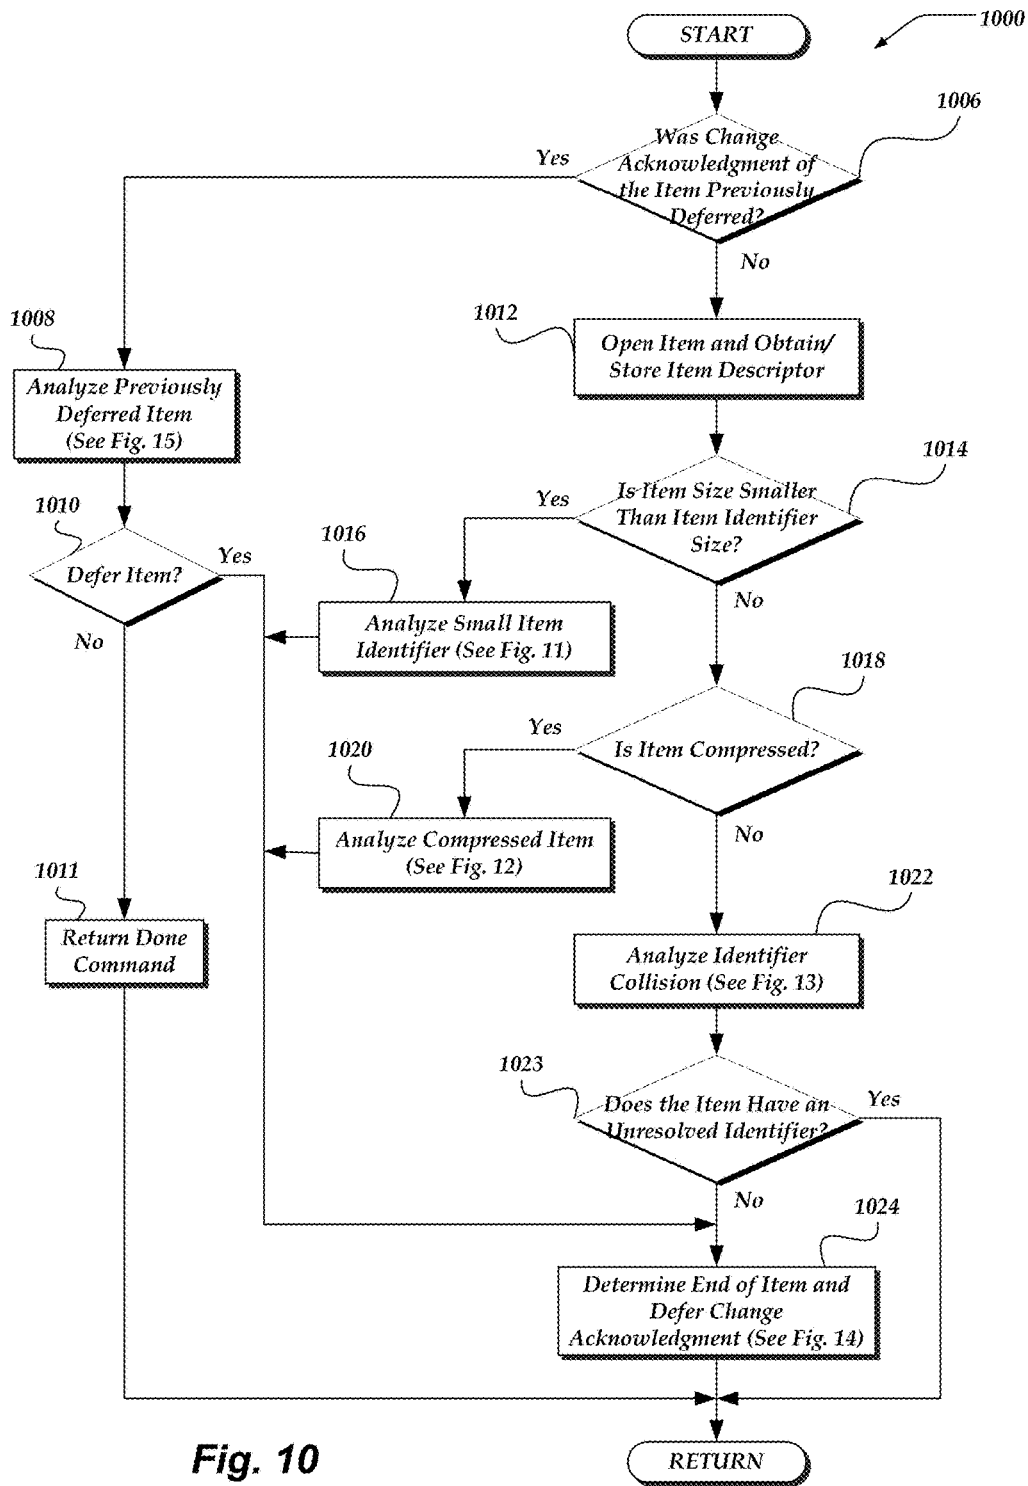 START
1000
1006
Was Change
Acknowledgment of
the Item Previously
Deferred?
Yes
No
1008
Analyze Previously
Deferred Item
(See Fig. 15)
1012
Open Item and Obtain/
Store Item Descriptor
1014
Is Item Size Smaller
Than Item Identifier
Size?
Yes
No
1010
Defer Item?
Yes
No
1016
Analyze Small Item
Identifier (See Fig. 11)
1018
Is Item Compressed?
Yes
No
1020
Analyze Compressed Item
(See Fig. 12)
1011
Return Done
Command
1022
Analyze Identifier
Collision (See Fig. 13)
1023
Does the Item Have an
Unresolved Identifier?
Yes
No
1024
Determine End of Item and
Defer Change
Acknowledgment (See Fig. 14)
RETURN
Fig. 10